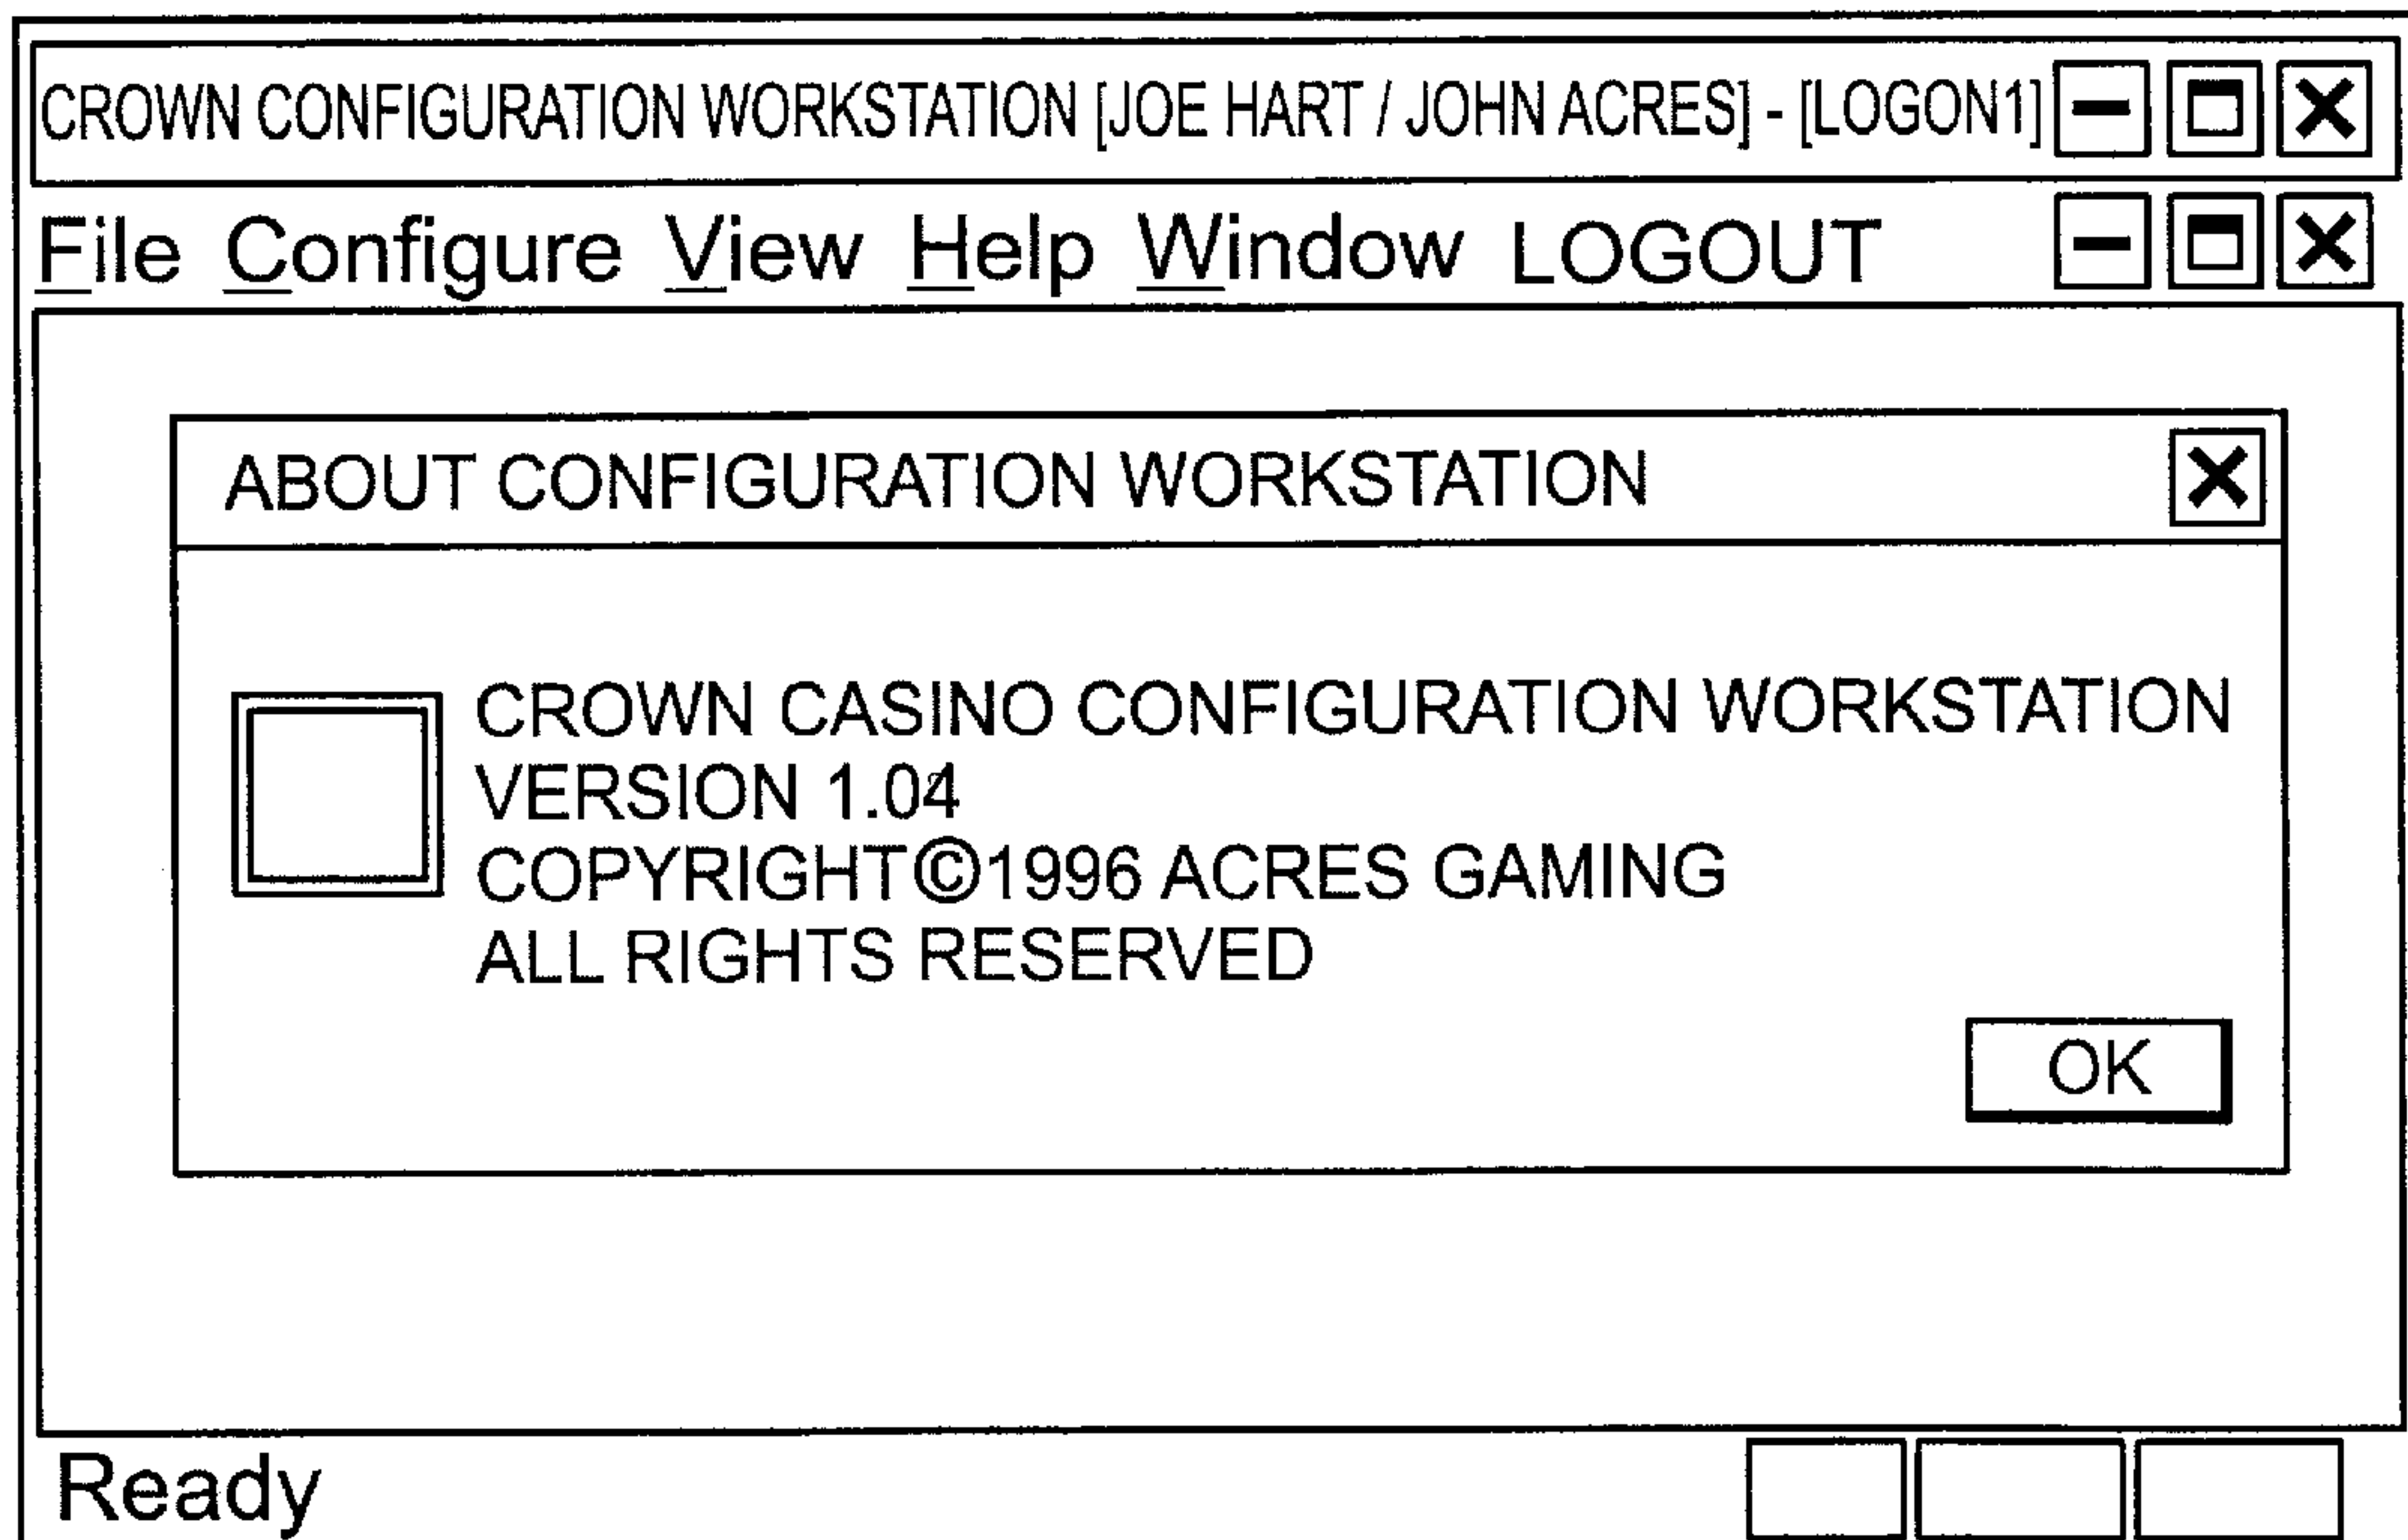 CROWN CONFIGURATION WORKSTATION [JOE HART / JOHN ACRES] - [LOGON1]
File Configure View Help Window LOGOUT
ABOUT CONFIGURATION WORKSTATION
CROWN CASINO CONFIGURATION WORKSTATION
VERSION 1.04
COPYRIGHT©1996 ACRES GAMING
ALL RIGHTS RESERVED
OK
Ready